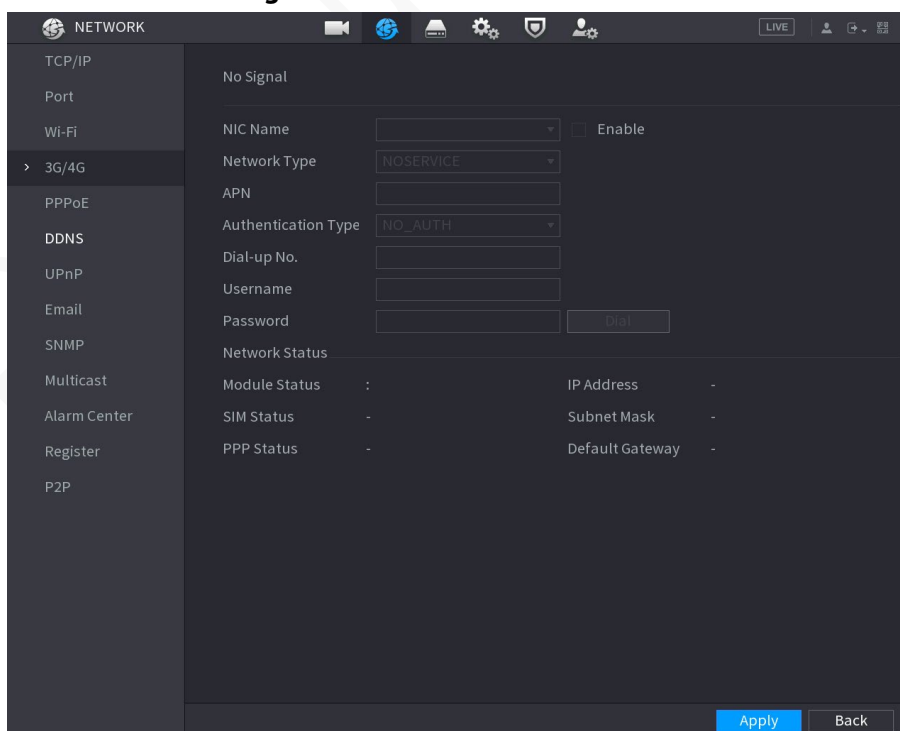 NETWORK
LIVE
TCP/IP
Port
Wi-Fi
3G/4G
PPPoE
DDNS
UPnP
Email
SNMP
Multicast
Alarm Center
Register
P2P
No Signal
NIC Name Enable
Network Type NOSERVICE
APN
Authentication Type NO_AUTH
Dial-up No.
Username
Password Dial
Network Status
Module Status : IP Address -
SIM Status - Subnet Mask -
PPP Status - Default Gateway -
Apply Back